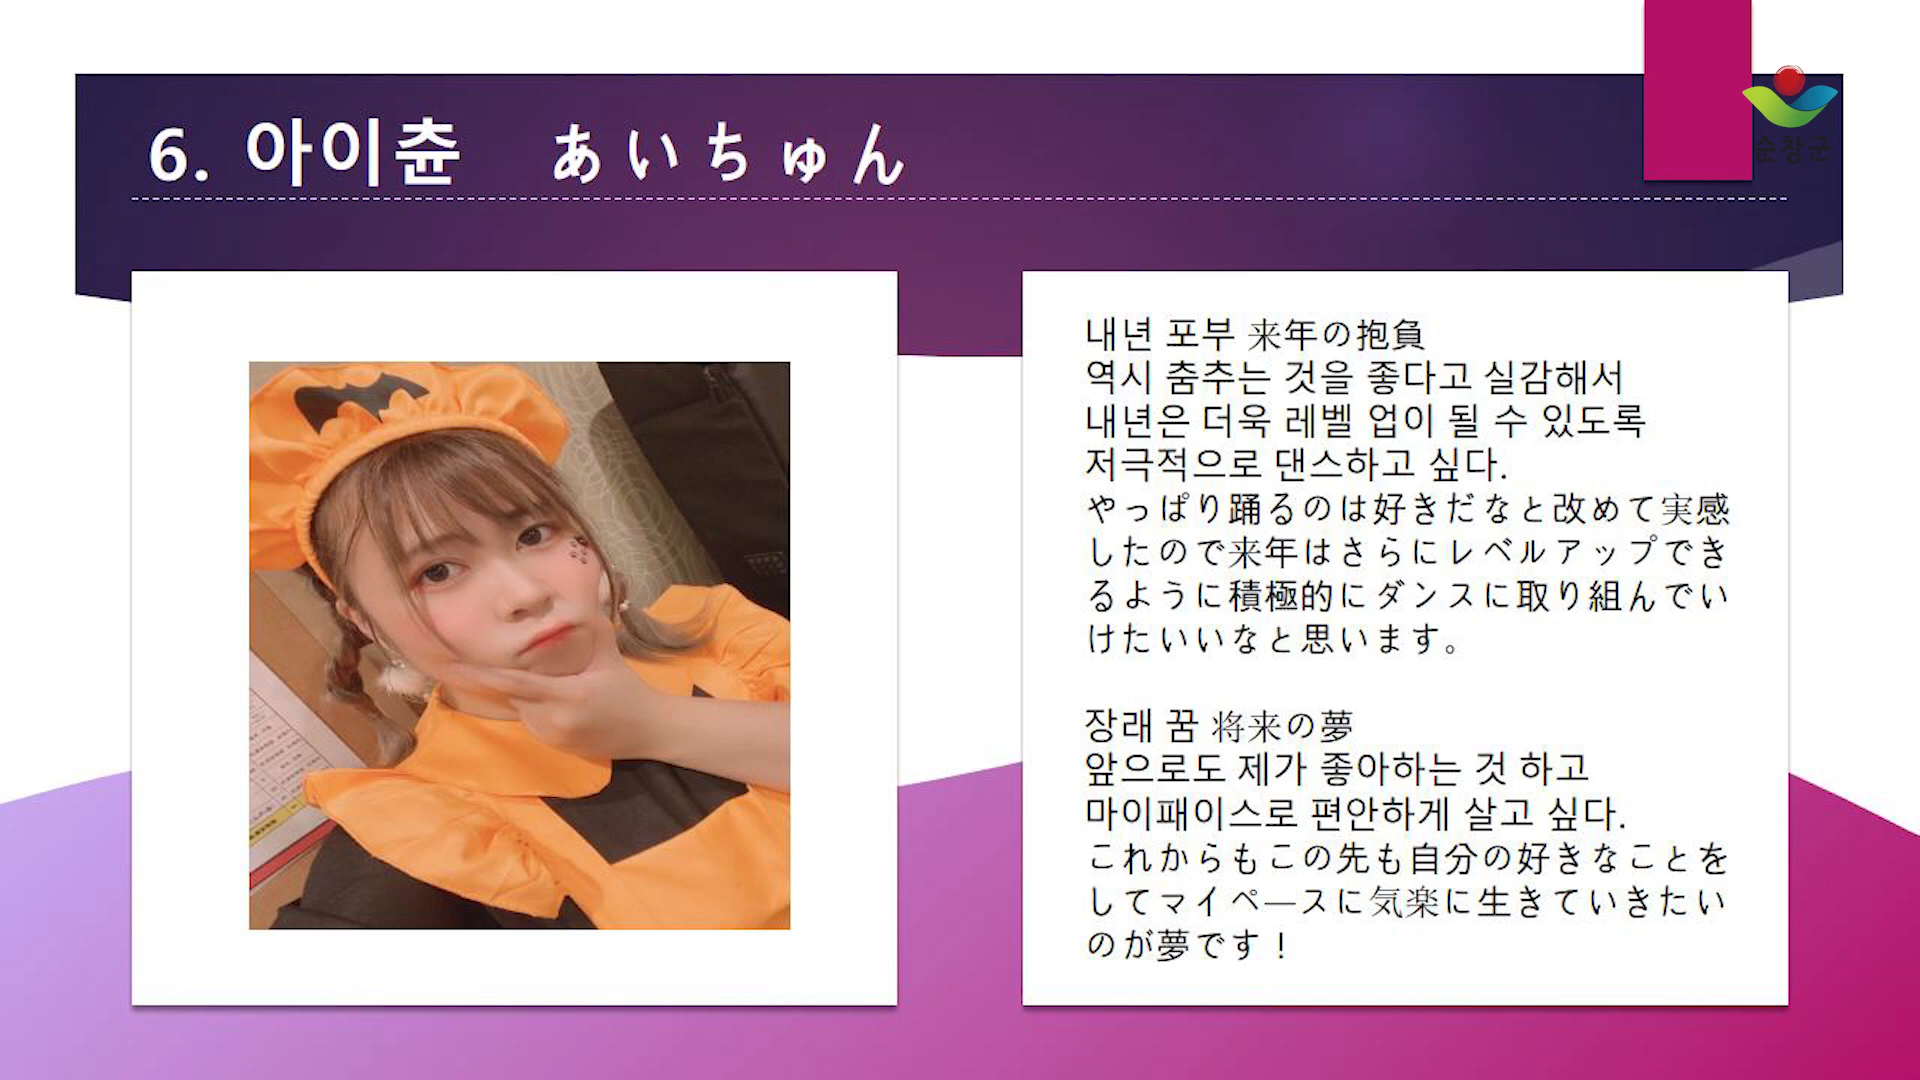 6. 아이츈 あいちゅん
순창군
내년 포부 来年の抱負
역시 춤추는 것을 좋다고 실감해서
내년은 더욱 레벨 업이 될 수 있도록
저극적으로 댄스하고 싶다.
やっぱり踊るのは好きだなと改めて実感
したので来年はさらにレベルアップでき
るように積極的にダンスに取り組んでい
けたいいなと思います。
장래 꿈 将来の夢
앞으로도 제가 좋아하는 것 하고
마이패이스로 편안하게 살고 싶다.
これからもこの先も自分の好きなことを
してマイペースに気楽に生きていきたい
のが夢です！